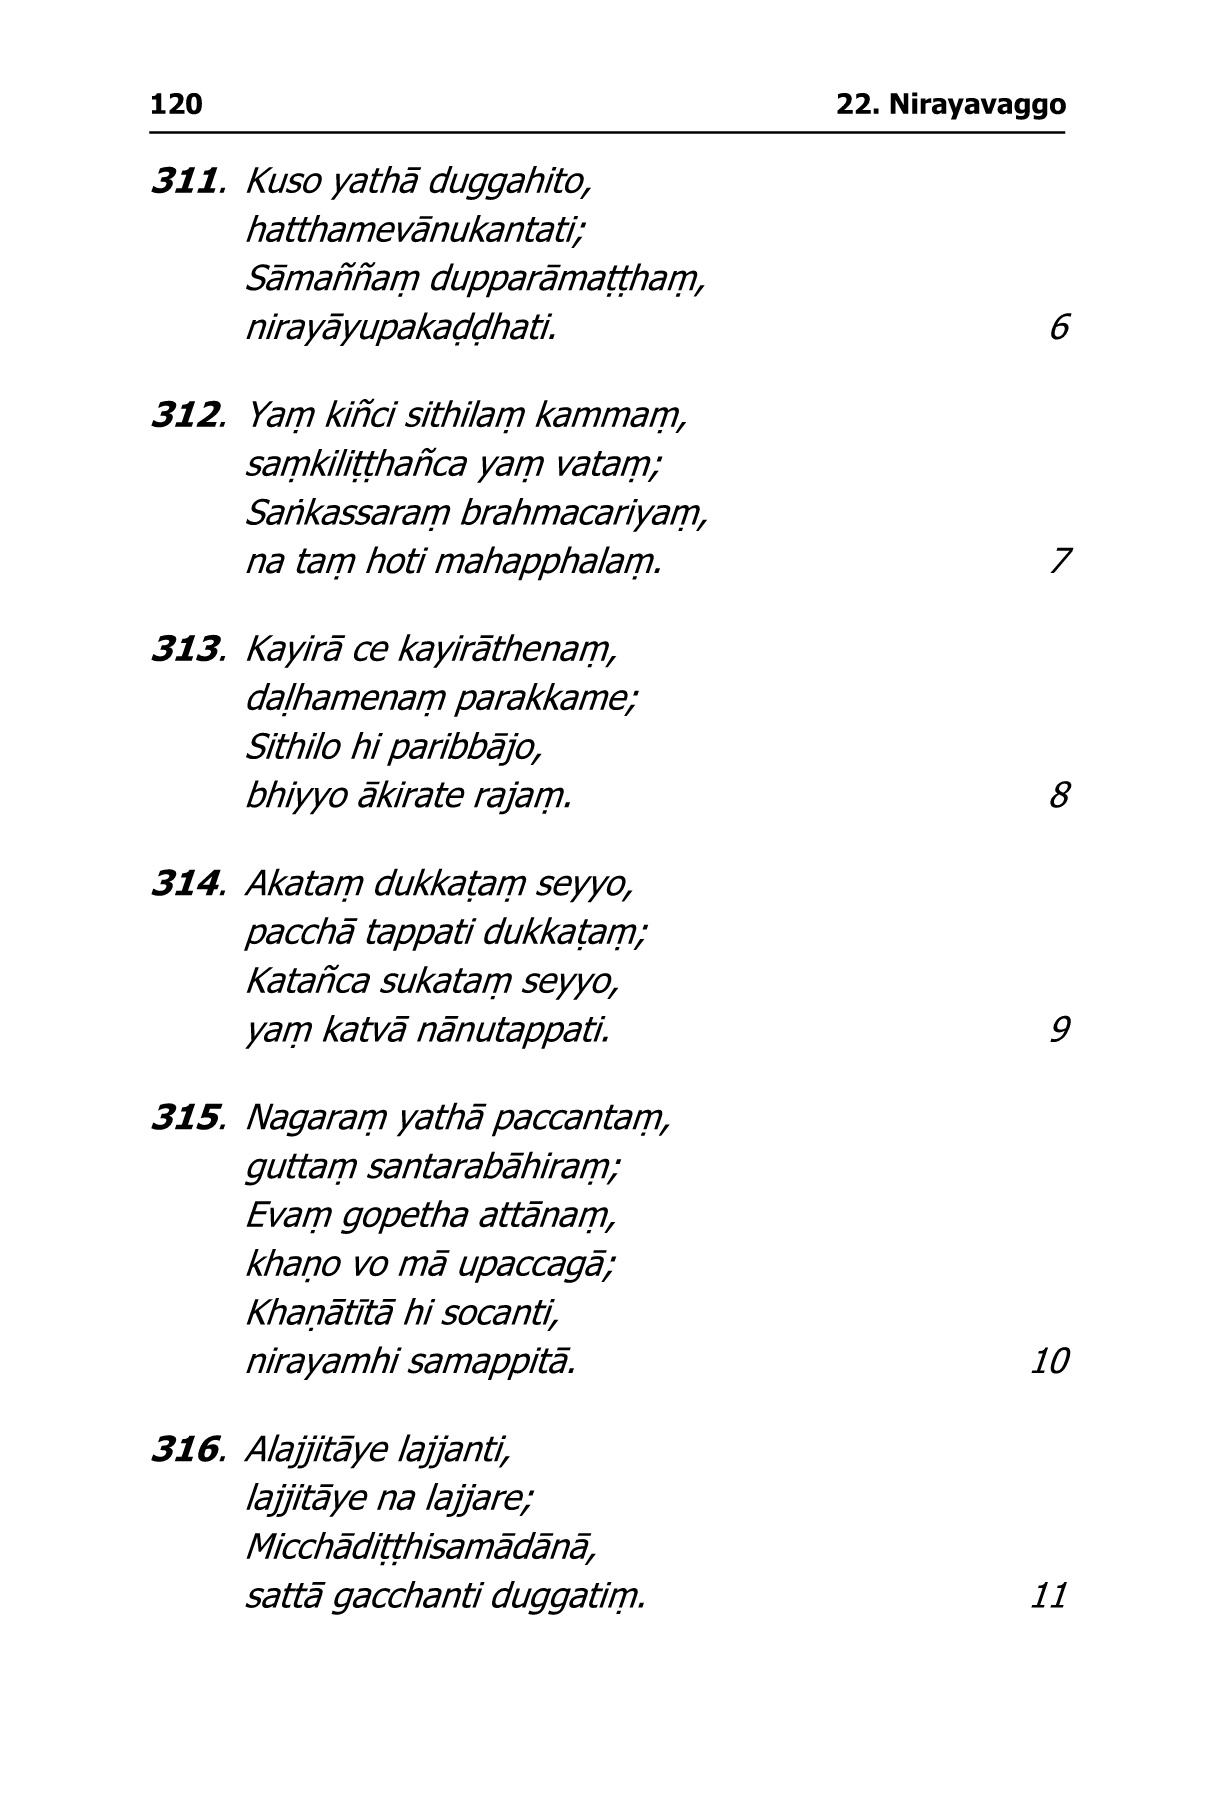 120 22. Nirayavaggo
311. Kuso yathā duggahito,
hatthamevānukantati;
Sāmaññaṃ dupparāmaṭṭhaṃ,
nirayāyupakaḍḍhati. 6
312. Yaṃ kiñci sithilaṃ kammaṃ,
saṃkiliṭṭhañca yaṃ vataṃ;
Saṅkassaraṃ brahmacariyaṃ,
na taṃ hoti mahapphalaṃ. 7
313. Kayirā ce kayirāthenaṃ,
daḷhamenaṃ parakkame;
Sithilo hi paribbājo,
bhiyyo ākirate rajaṃ. 8
314. Akataṃ dukkaṭaṃ seyyo,
pacchā tappati dukkaṭaṃ;
Katañca sukataṃ seyyo,
yaṃ katvā nānutappati. 9
315. Nagaraṃ yathā paccantaṃ,
guttaṃ santarabāhiraṃ;
Evaṃ gopetha attānaṃ,
khaṇo vo mā upaccagā;
Khaṇātītā hi socanti,
nirayamhi samappitā. 10
316. Alajjitāye lajjanti,
lajjitāye na lajjare;
Micchādiṭṭhisamādānā,
sattā gacchanti duggatiṃ. 11